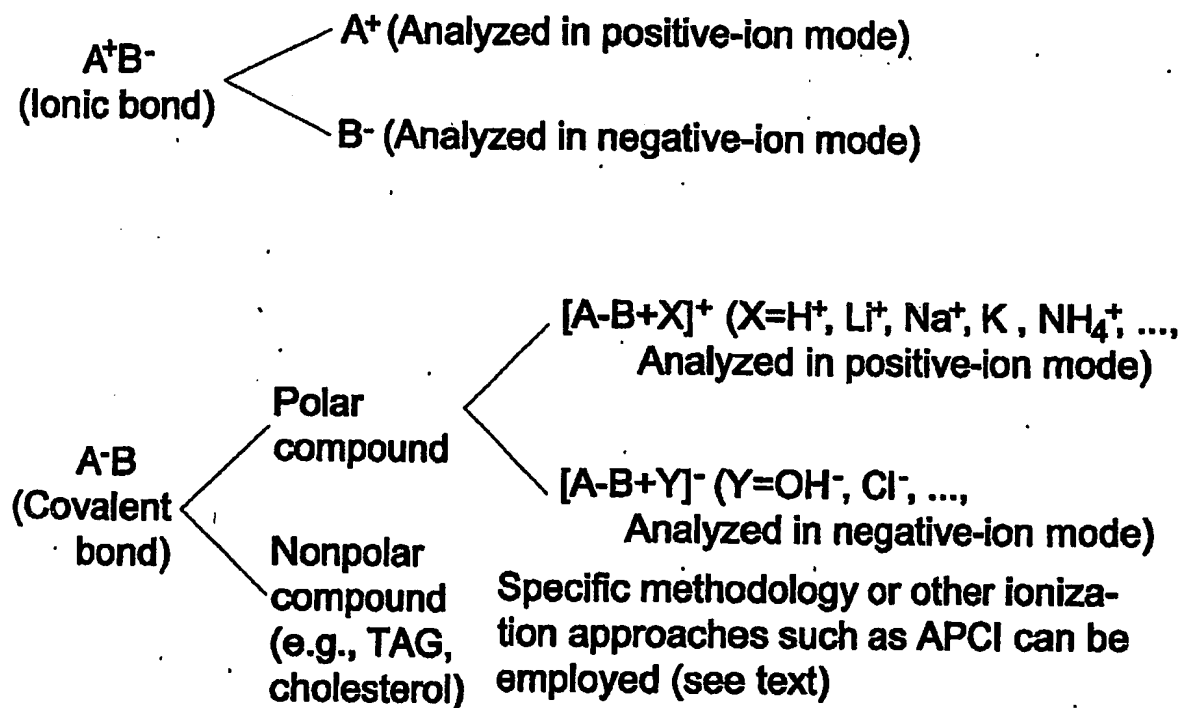 A⁺B⁻
(Ionic bond)
A⁺ (Analyzed in positive-ion mode)
B⁻ (Analyzed in negative-ion mode)
A-B
(Covalent
bond)
Polar
compound
[A-B+X]⁺ (X=H⁺, Li⁺, Na⁺, K , NH₄⁺, ...,
Analyzed in positive-ion mode)
[A-B+Y]⁻ (Y=OH⁻, Cl⁻, ...,
Analyzed in negative-ion mode)
Nonpolar
compound
(e.g., TAG,
cholesterol)
Specific methodology or other ioniza-
tion approaches such as APCI can be
employed (see text)